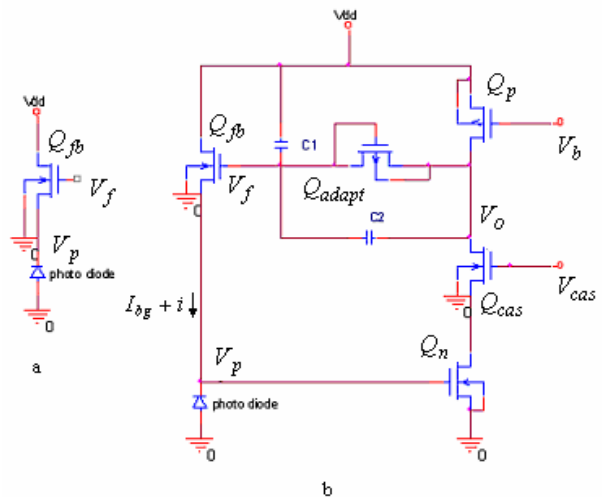 Vdd
Q_fb
V_f
V_p
0
photo diode
0
a
Vdd
Q_p
Q_fb
C1
V_b
V_f
Q_adapt
0
V_o
C2
V_cas
0
Q_cas
I_bg + i
Q_n
V_p
photo diode
0
0
b